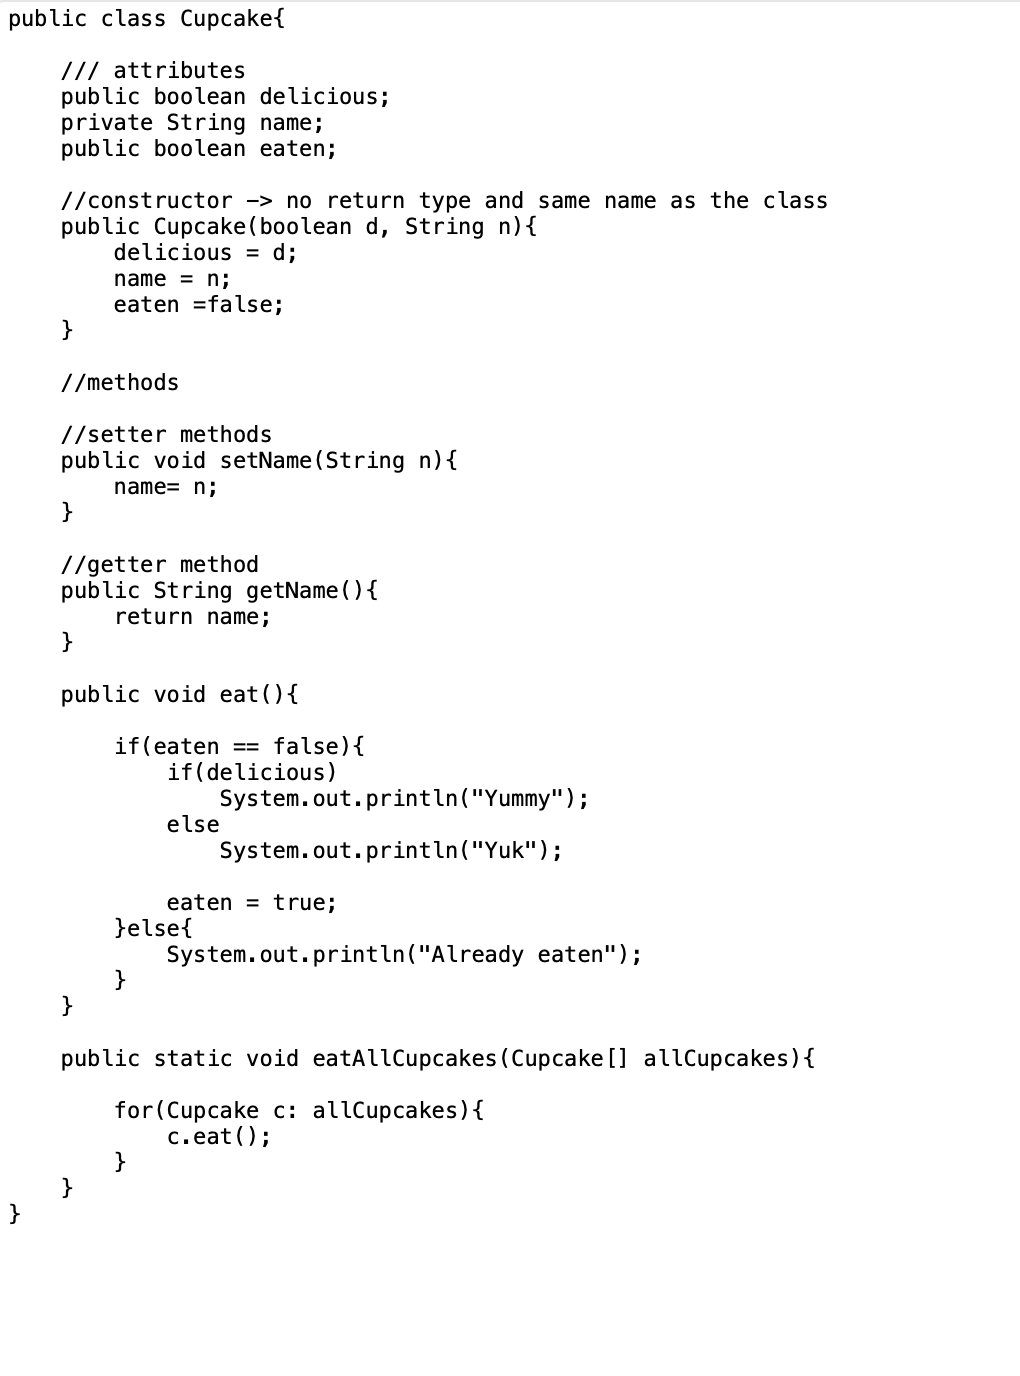 public class Cupcake{
/// attributes
public boolean delicious;
private String name;
public boolean eaten;
//constructor -> no return type and same name as the class
public Cupcake(boolean d, String n){
delicious = d;
name = n;
eaten =false;
}
//methods
//setter methods
public void setName(String n){
name= n;
}
//getter method
public String getName(){
return name;
}
public void eat(){
if(eaten == false){
if(delicious)
System.out.println("Yummy");
else
System.out.println("Yuk");
eaten = true;
}else{
System.out.println("Already eaten");
}
}
public static void eatAllCupcakes(Cupcake[] allCupcakes){
for(Cupcake c: allCupcakes){
c.eat();
}
}
}